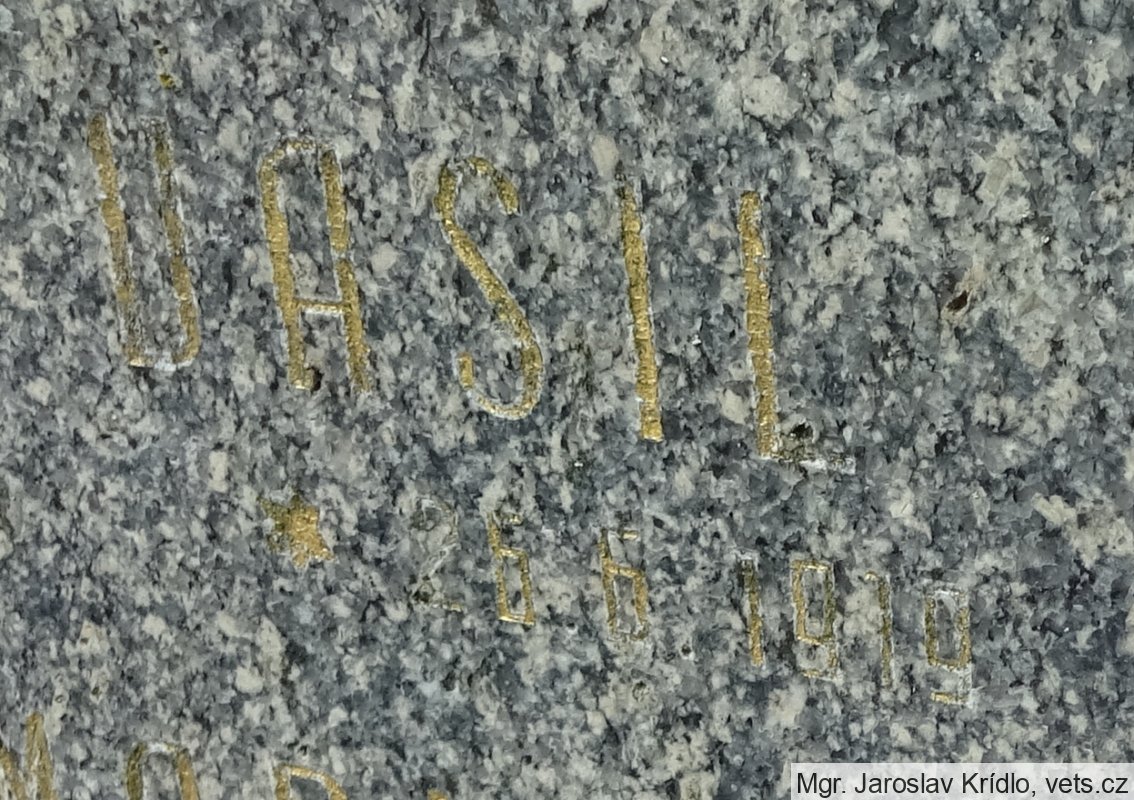 VASIL
* 26 6 1919
Mgr. Jaroslav Krídlo, vets.cz